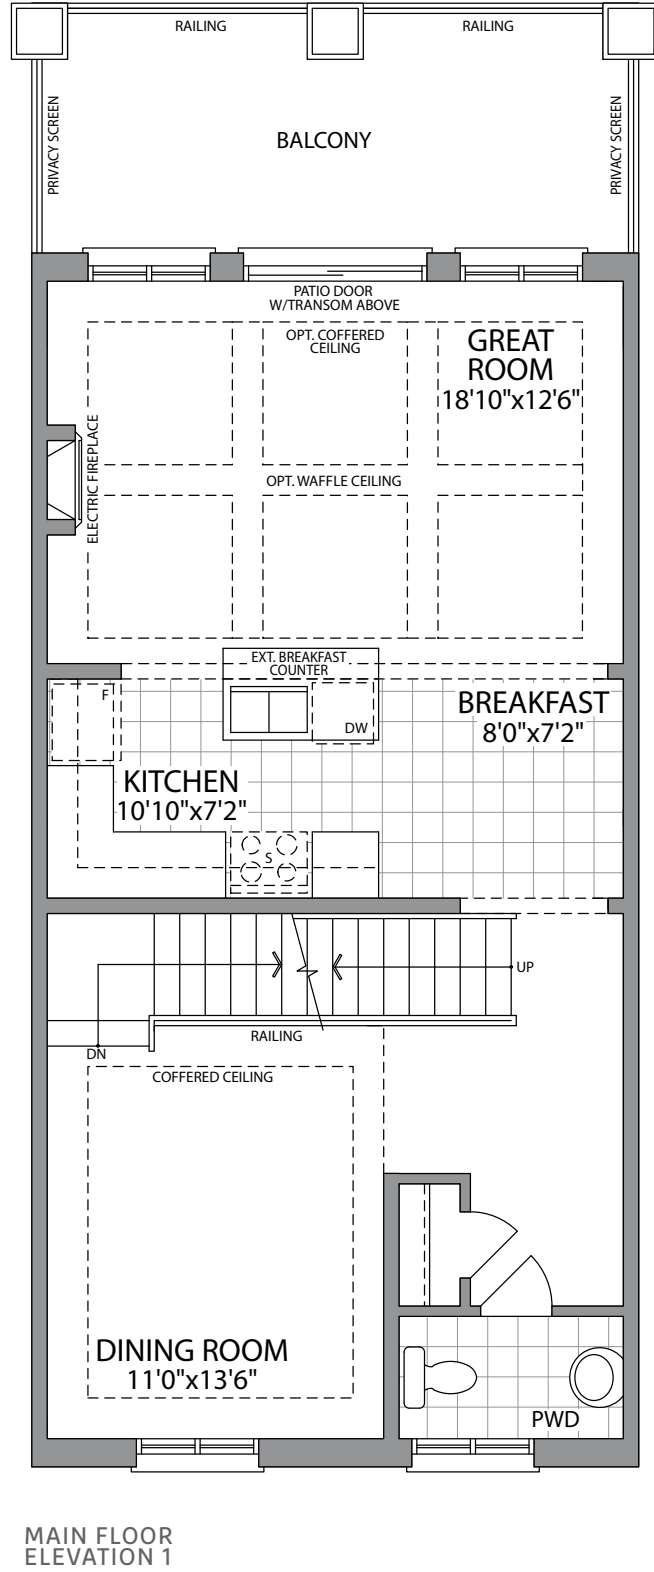 RAILING
RAILING
PRIVACY SCREEN
PRIVACY SCREEN
BALCONY
PATIO DOOR
W/TRANSOM ABOVE
OPT. COFFERED
CEILING
GREAT
ROOM
18'10"x12'6"
ELECTRIC FIREPLACE
OPT. WAFFLE CEILING
EXT. BREAKFAST
COUNTER
F
DW
BREAKFAST
8'0"x7'2"
KITCHEN
10'10"x7'2"
S
UP
DN
RAILING
COFFERED CEILING
DINING ROOM
11'0"x13'6"
PWD
MAIN FLOOR
ELEVATION 1